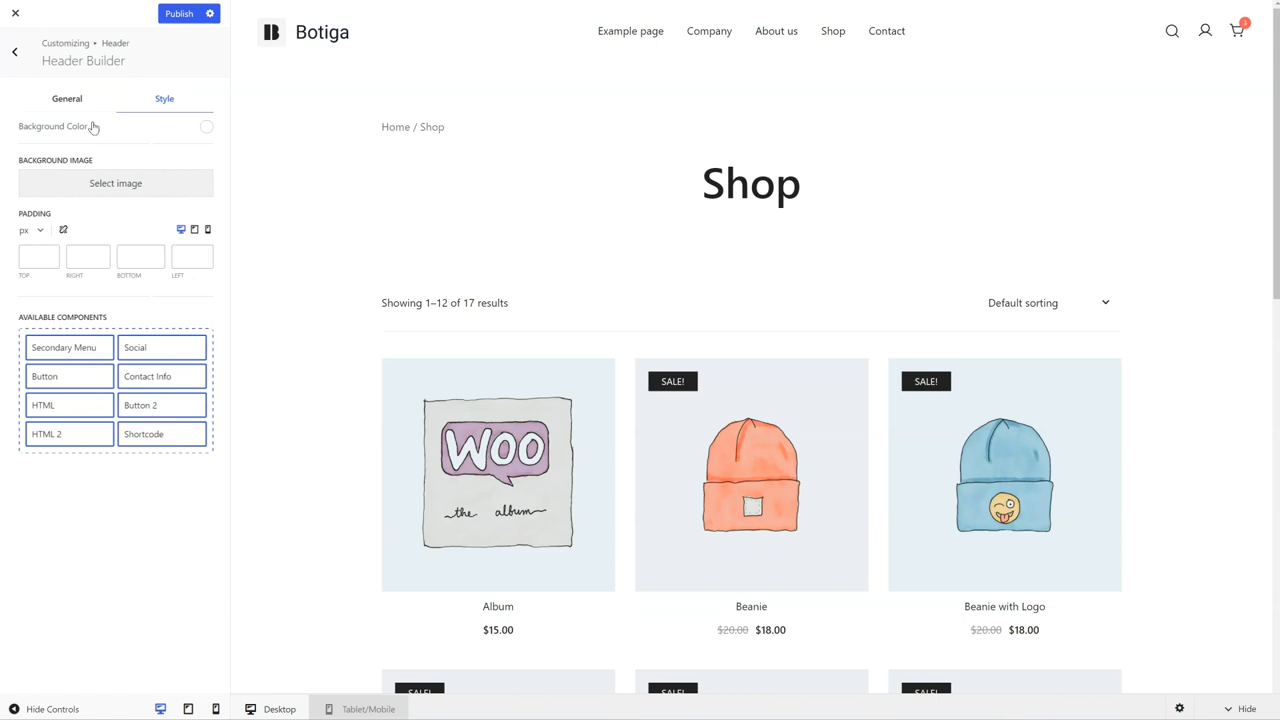 Publish
Customizing ▸ Header
Header Builder
General
Style
Background Color
BACKGROUND IMAGE
Select image
PADDING
px
TOP
RIGHT
BOTTOM
LEFT
AVAILABLE COMPONENTS
Secondary Menu
Social
Button
Contact Info
HTML
Button 2
HTML 2
Shortcode
Hide Controls
Botiga
Example page
Company
About us
Shop
Contact
Home / Shop
Shop
Showing 1–12 of 17 results
Default sorting
WOO
the album
SALE!
SALE!
Album
Beanie
Beanie with Logo
$15.00
$20.00 $18.00
$20.00 $18.00
SALE!
SALE!
SALE!
Desktop
Tablet/Mobile
Hide